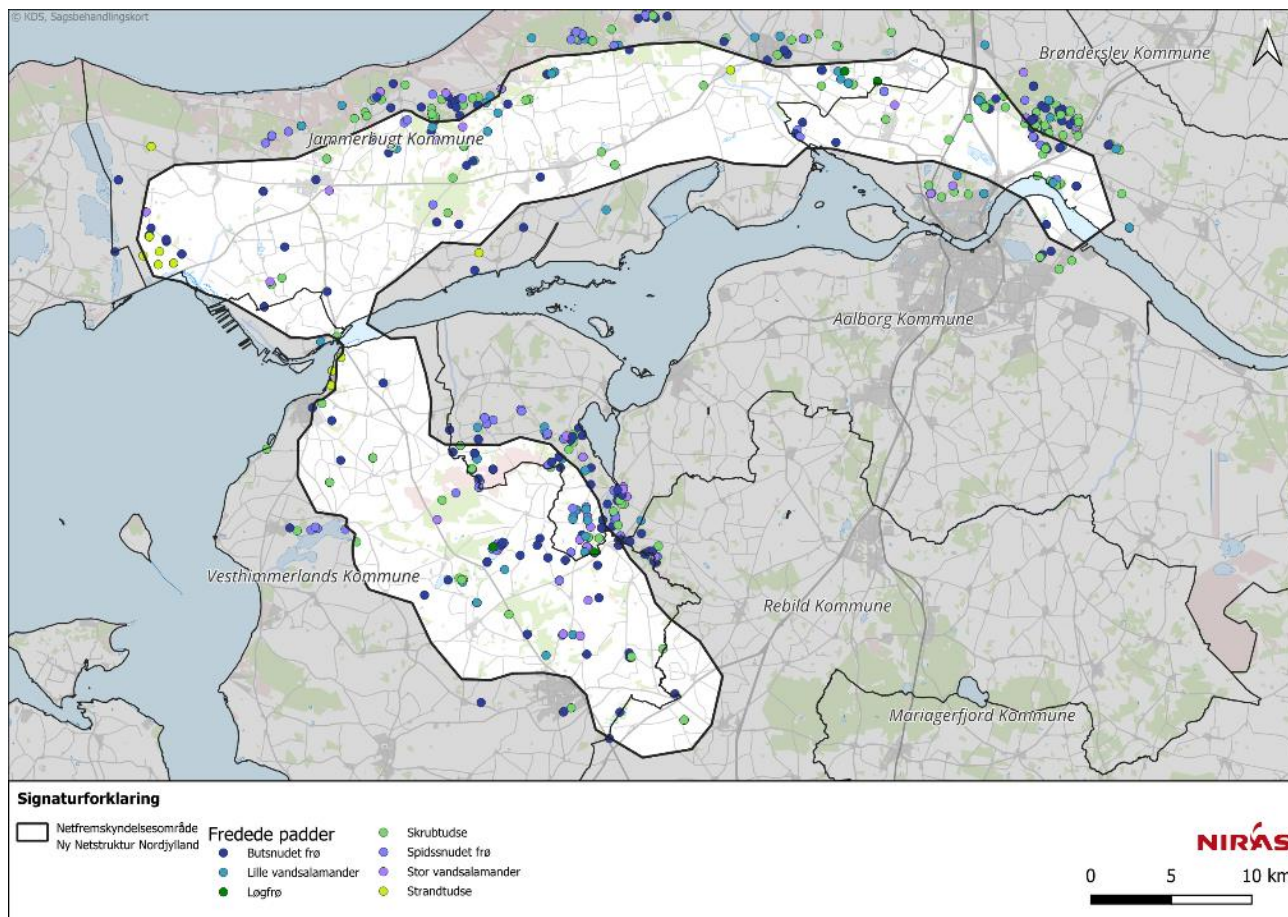 © KDS, Sagsbehandlingskort
Brønderslev Kommune
Jammerbugt Kommune
Aalborg Kommune
Vesthimmerlands Kommune
Rebild Kommune
Mariagerfjord Kommune
Signaturforklaring
Netfremskyndelsesområde
Ny Netstruktur Nordjylland
Fredede padder
Butsnudet frø
Lille vandsalamander
Løgfrø
Skrubtudse
Spidssnudet frø
Stor vandsalamander
Strandtudse
NIRAS
0 5 10 km